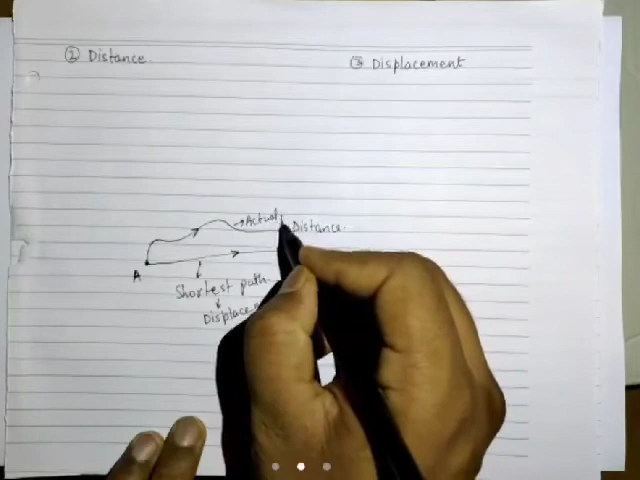 ② Distance.
③ Displacement
→Actual
Distance.
A
Shortest path.